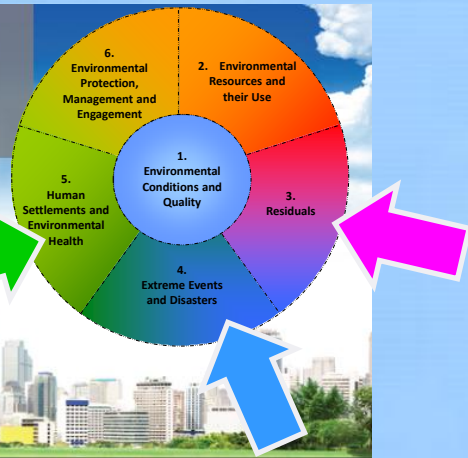 6.
Environmental
Protection,
Management and
Engagement
2. Environmental
Resources and
their Use
1.
Environmental
Conditions and
Quality
3.
Residuals
5.
Human
Settlements and
Environmental
Health
4.
Extreme Events
and Disasters